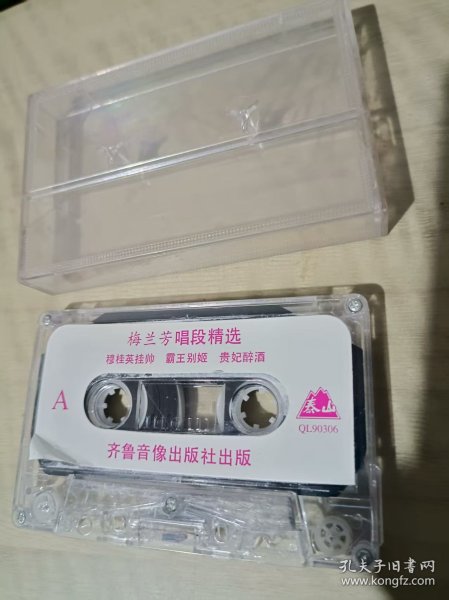 梅兰芳唱段精选
穆桂英挂帅 霸王别姬 贵妃醉酒
A
泰山
QL90306
齐鲁音像出版社出版
孔夫子旧书网
www.kongfz.com